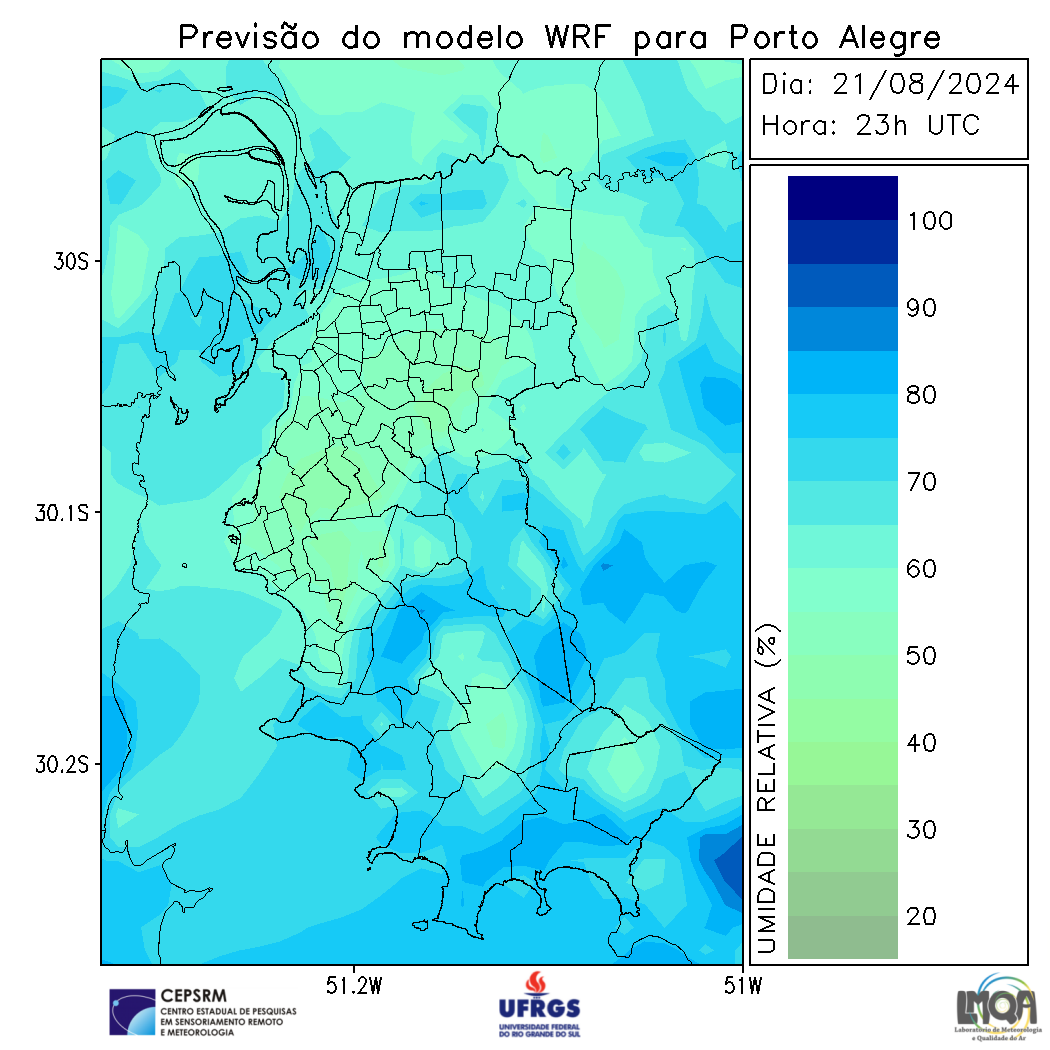 Previsão do modelo WRF para Porto Alegre
Dia: 21/08/2024
Hora: 23h UTC
30S
30.1S
30.2S
51.2W
51W
UMIDADE RELATIVA (%)
100
90
80
70
60
50
40
30
20
CEPSRM
CENTRO ESTADUAL DE PESQUISAS
EM SENSORIAMENTO REMOTO
E METEOROLOGIA
UFRGS
UNIVERSIDADE FEDERAL
DO RIO GRANDE DO SUL
LMQA
Laboratório de Meteorologia
e Qualidade do Ar